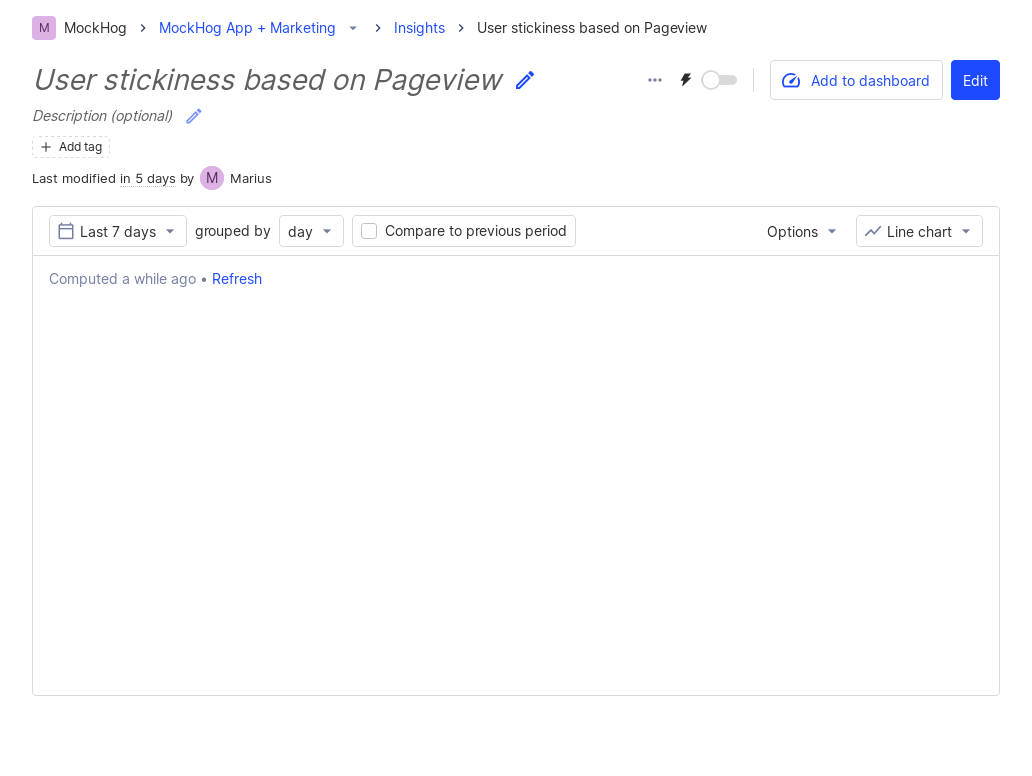 M MockHog MockHog App + Marketing Insights User stickiness based on Pageview
User stickiness based on Pageview
Add to dashboard
Edit
Description (optional)
Add tag
Last modified in 5 days by M Marius
Last 7 days grouped by day Compare to previous period Options Line chart
Computed a while ago • Refresh